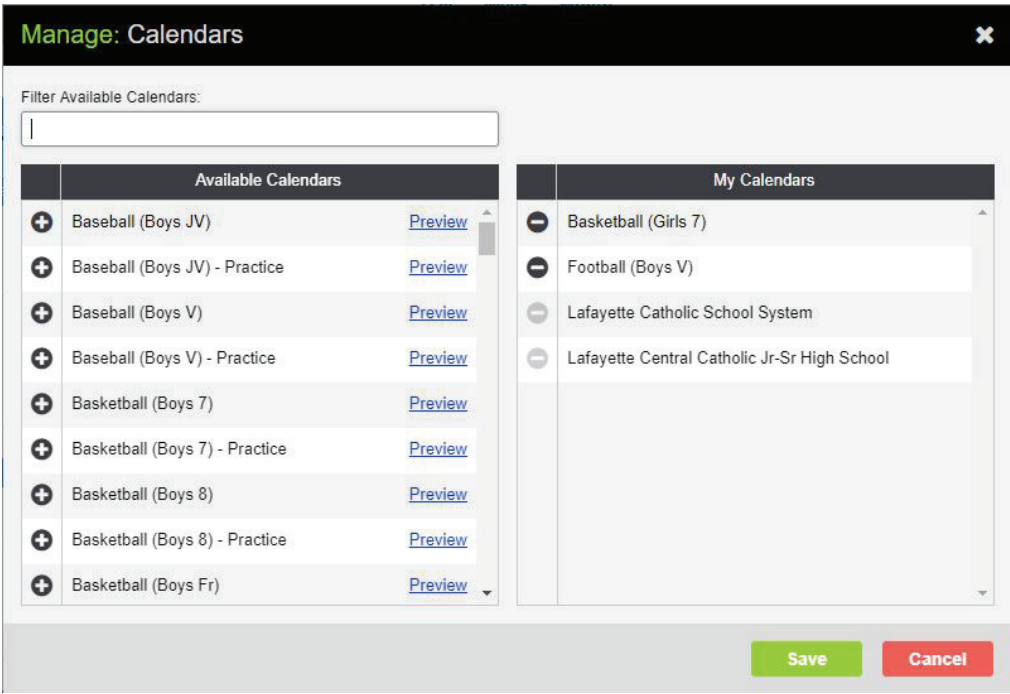 Manage: Calendars
Filter Available Calendars:
Available Calendars
Baseball (Boys JV) Preview
Baseball (Boys JV) - Practice Preview
Baseball (Boys V) Preview
Baseball (Boys V) - Practice Preview
Basketball (Boys 7) Preview
Basketball (Boys 7) - Practice Preview
Basketball (Boys 8) Preview
Basketball (Boys 8) - Practice Preview
Basketball (Boys Fr) Preview
My Calendars
Basketball (Girls 7)
Football (Boys V)
Lafayette Catholic School System
Lafayette Central Catholic Jr-Sr High School
Save Cancel